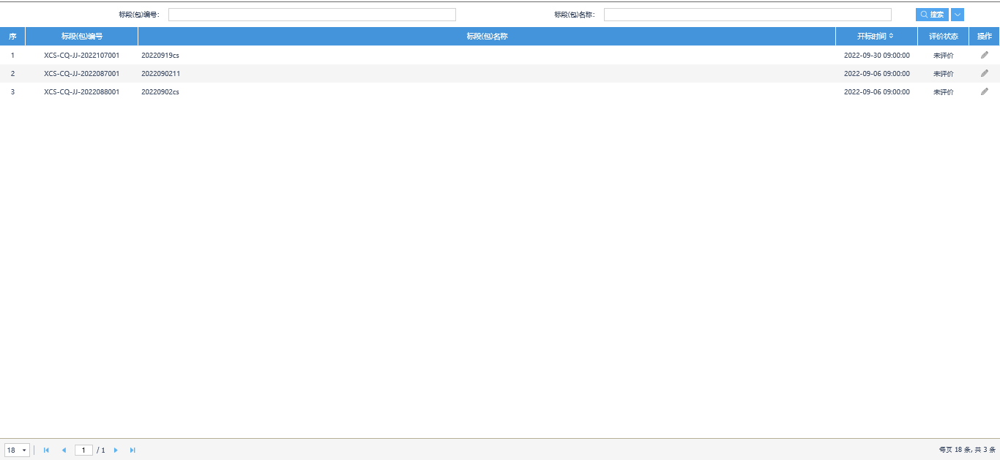 标段(包)编号: 标段(包)名称: 搜索
序 标段(包)编号 标段(包)名称 开标时间 评价状态 操作
1 XCS-CQ-JJ-2022107001 20220919cs 2022-09-30 09:00:00 未评价
2 XCS-CQ-JJ-2022087001 2022090211 2022-09-06 09:00:00 未评价
3 XCS-CQ-JJ-2022088001 20220902cs 2022-09-06 09:00:00 未评价
18 1 / 1 每页 18 条, 共 3 条